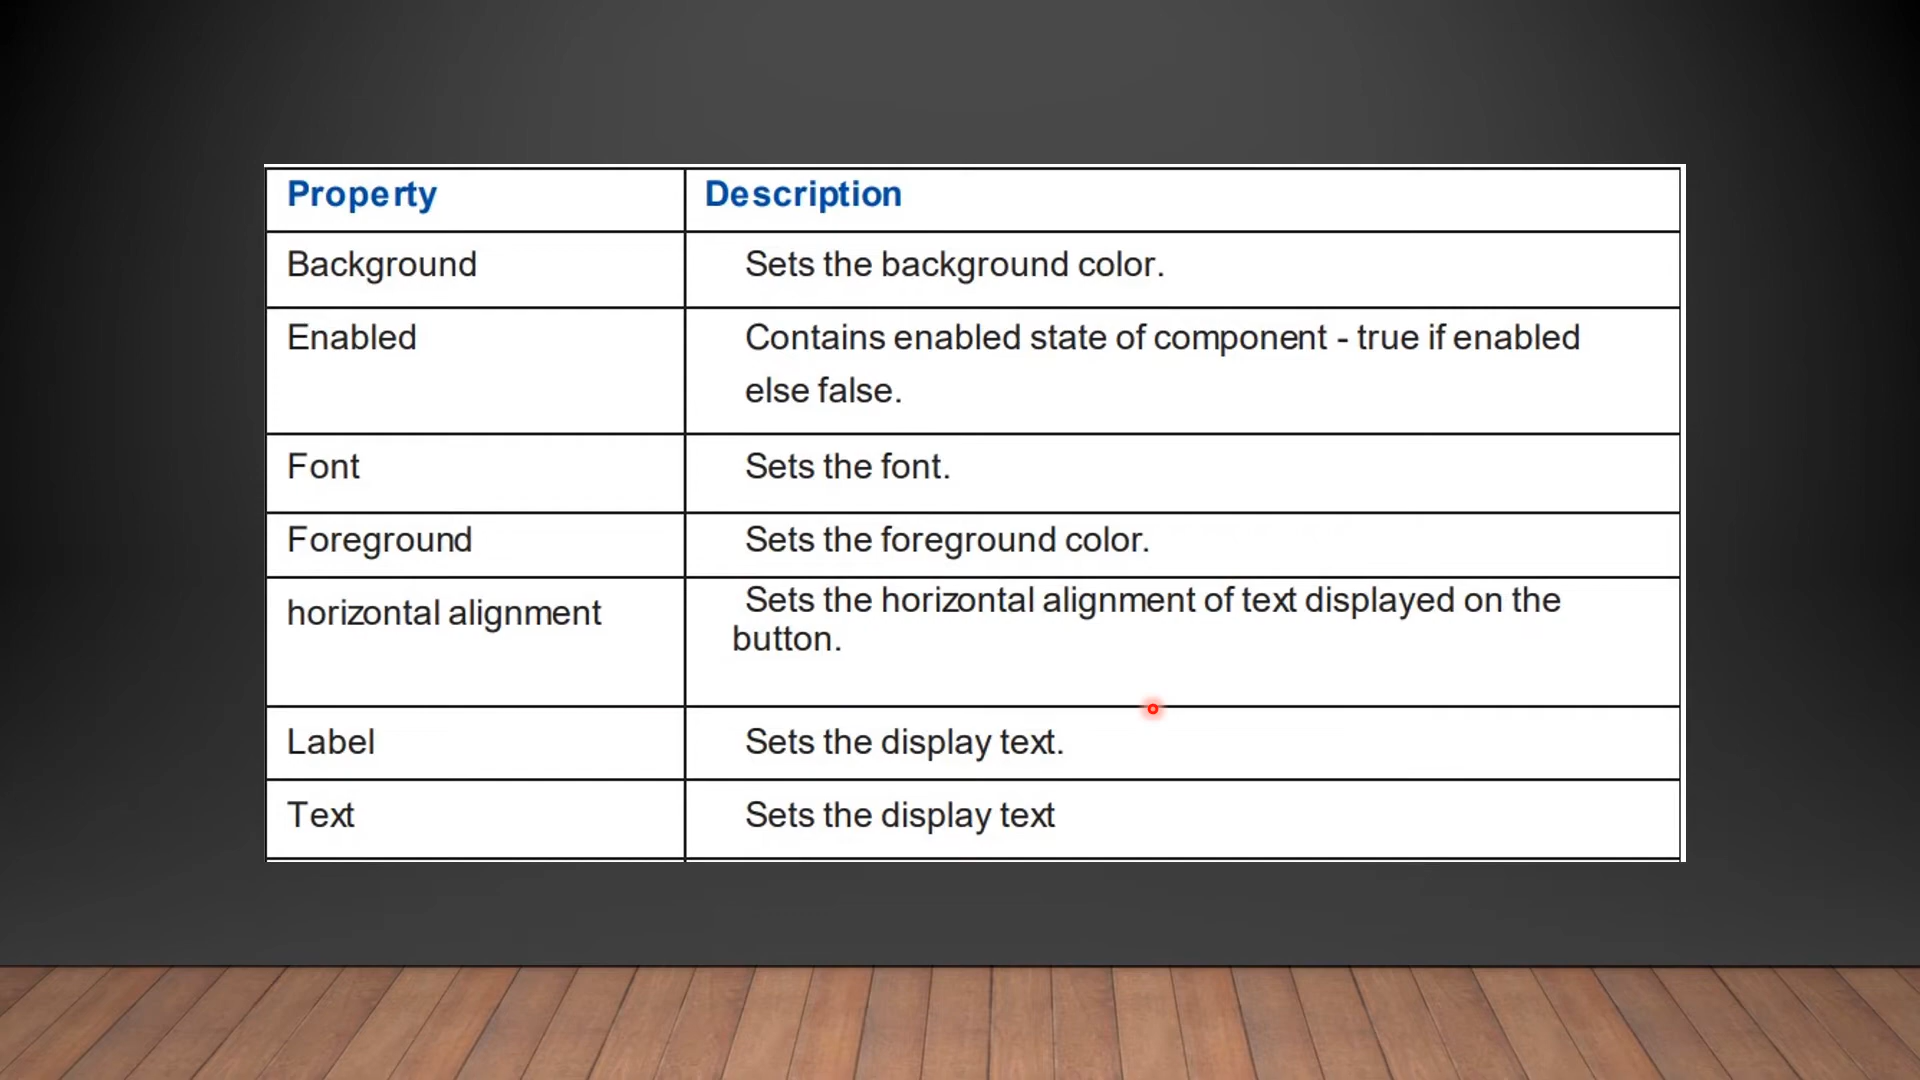 Property Description
Background Sets the background color.
Enabled Contains enabled state of component - true if enabled
else false.
Font Sets the font.
Foreground Sets the foreground color.
horizontal alignment Sets the horizontal alignment of text displayed on the
button.
Label Sets the display text.
Text Sets the display text